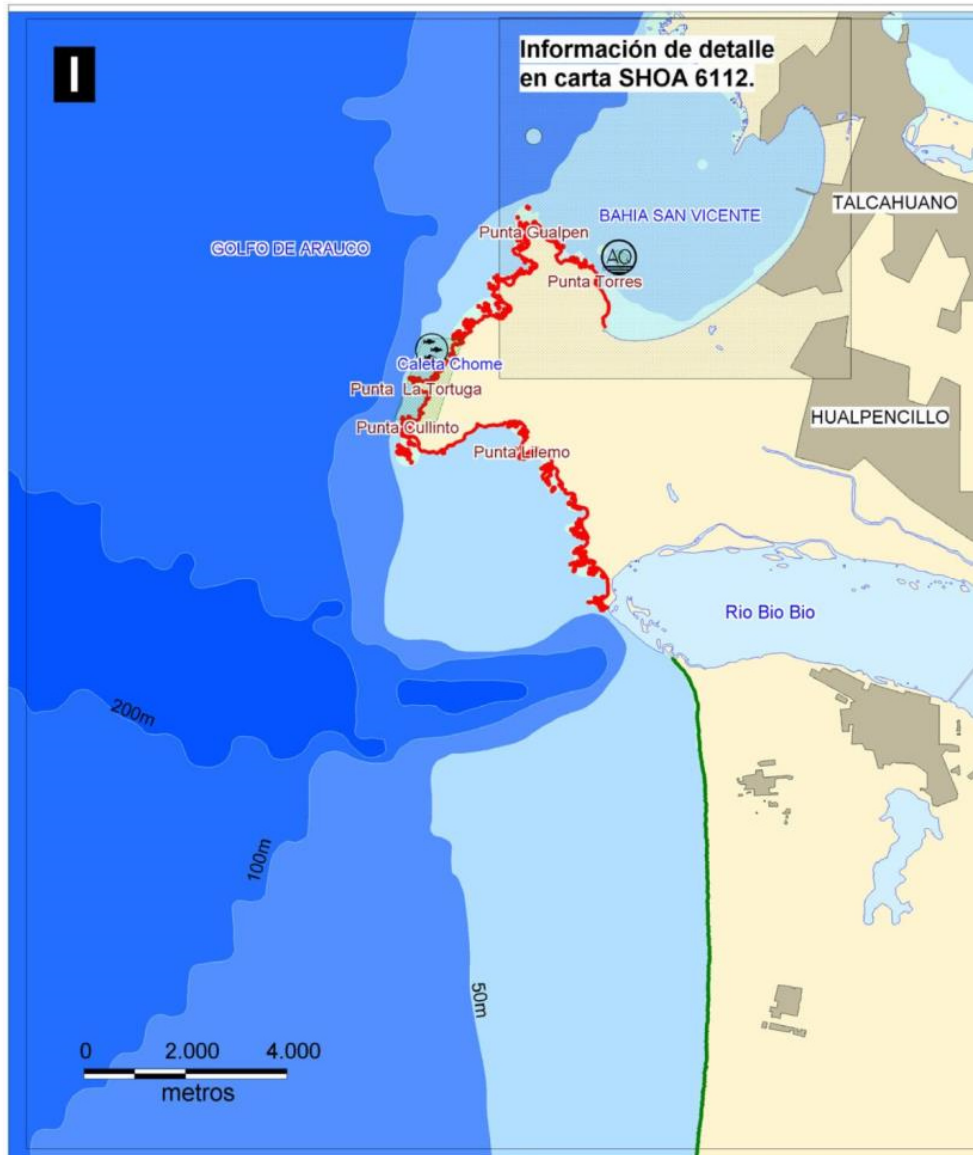 I
Información de detalle
en carta SHOA 6112.
TALCAHUANO
BAHIA SAN VICENTE
Punta Gualpen
GOLFO DE ARAUCO
AQ
Punta Torres
Caleta Chome
Punta La Tortuga
HUALPENCILLO
Punta Cullinto
Punta Lilemo
Rio Bio Bio
200m
100m
50m
0 2.000 4.000
metros